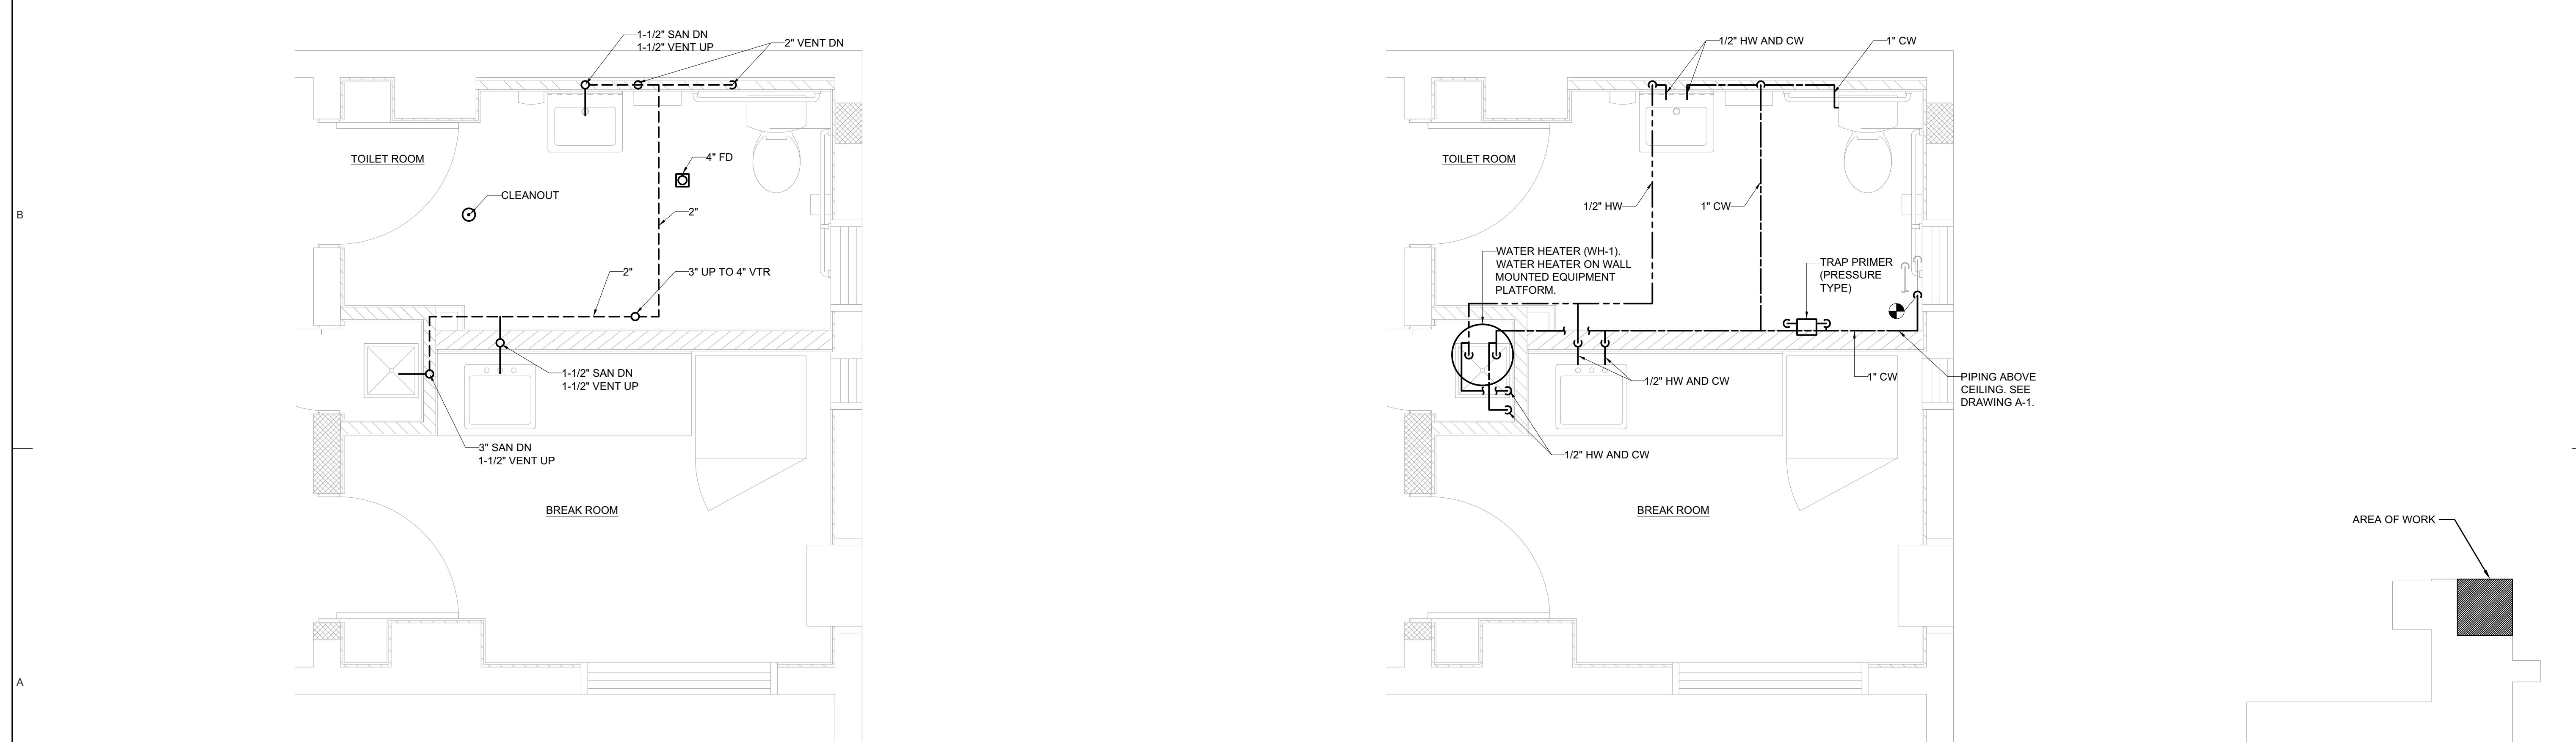 1-1/2" SAN DN
1-1/2" VENT UP
2" VENT DN
TOILET ROOM
4" FD
CLEANOUT
2"
2"
3" UP TO 4" VTR
1-1/2" SAN DN
1-1/2" VENT UP
3" SAN DN
1-1/2" VENT UP
BREAK ROOM
1/2" HW AND CW
1" CW
TOILET ROOM
1/2" HW
1" CW
WATER HEATER (WH-1).
WATER HEATER ON WALL
MOUNTED EQUIPMENT
PLATFORM.
TRAP PRIMER
(PRESSURE
TYPE)
1/2" HW AND CW
1" CW
PIPING ABOVE
CEILING. SEE
DRAWING A-1.
1/2" HW AND CW
BREAK ROOM
AREA OF WORK
B
A